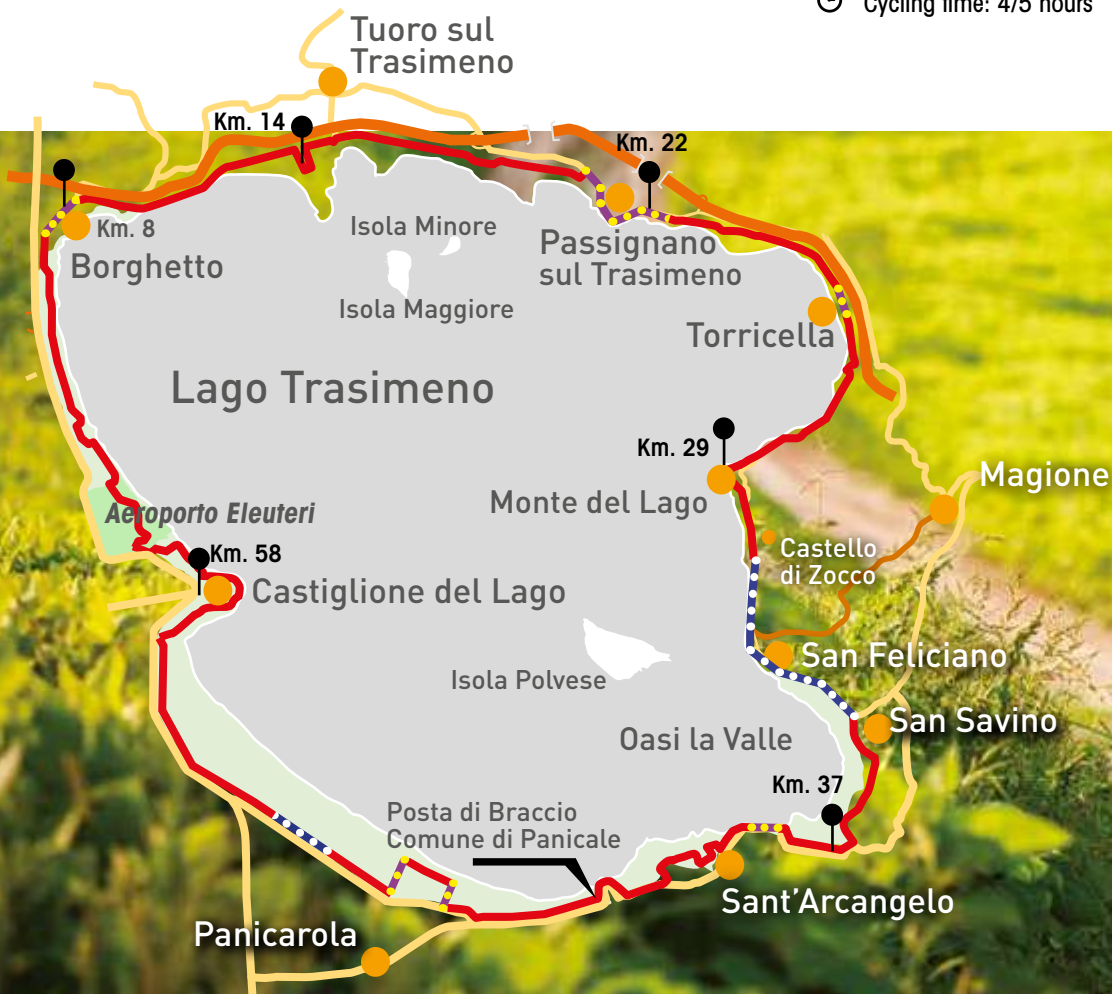 Cycling time: 4/5 hours
Tuoro sul
Trasimeno
Km. 14
Km. 22
Km. 8
Borghetto
Isola Minore
Passignano
sul Trasimeno
Isola Maggiore
Torricella
Lago Trasimeno
Km. 29
Magione
Monte del Lago
Aeroporto Eleuteri
Castello
di Zocco
Km. 58
Castiglione del Lago
San Feliciano
Isola Polvese
San Savino
Oasi la Valle
Km. 37
Posta di Braccio
Comune di Panicale
Sant'Arcangelo
Panicarola